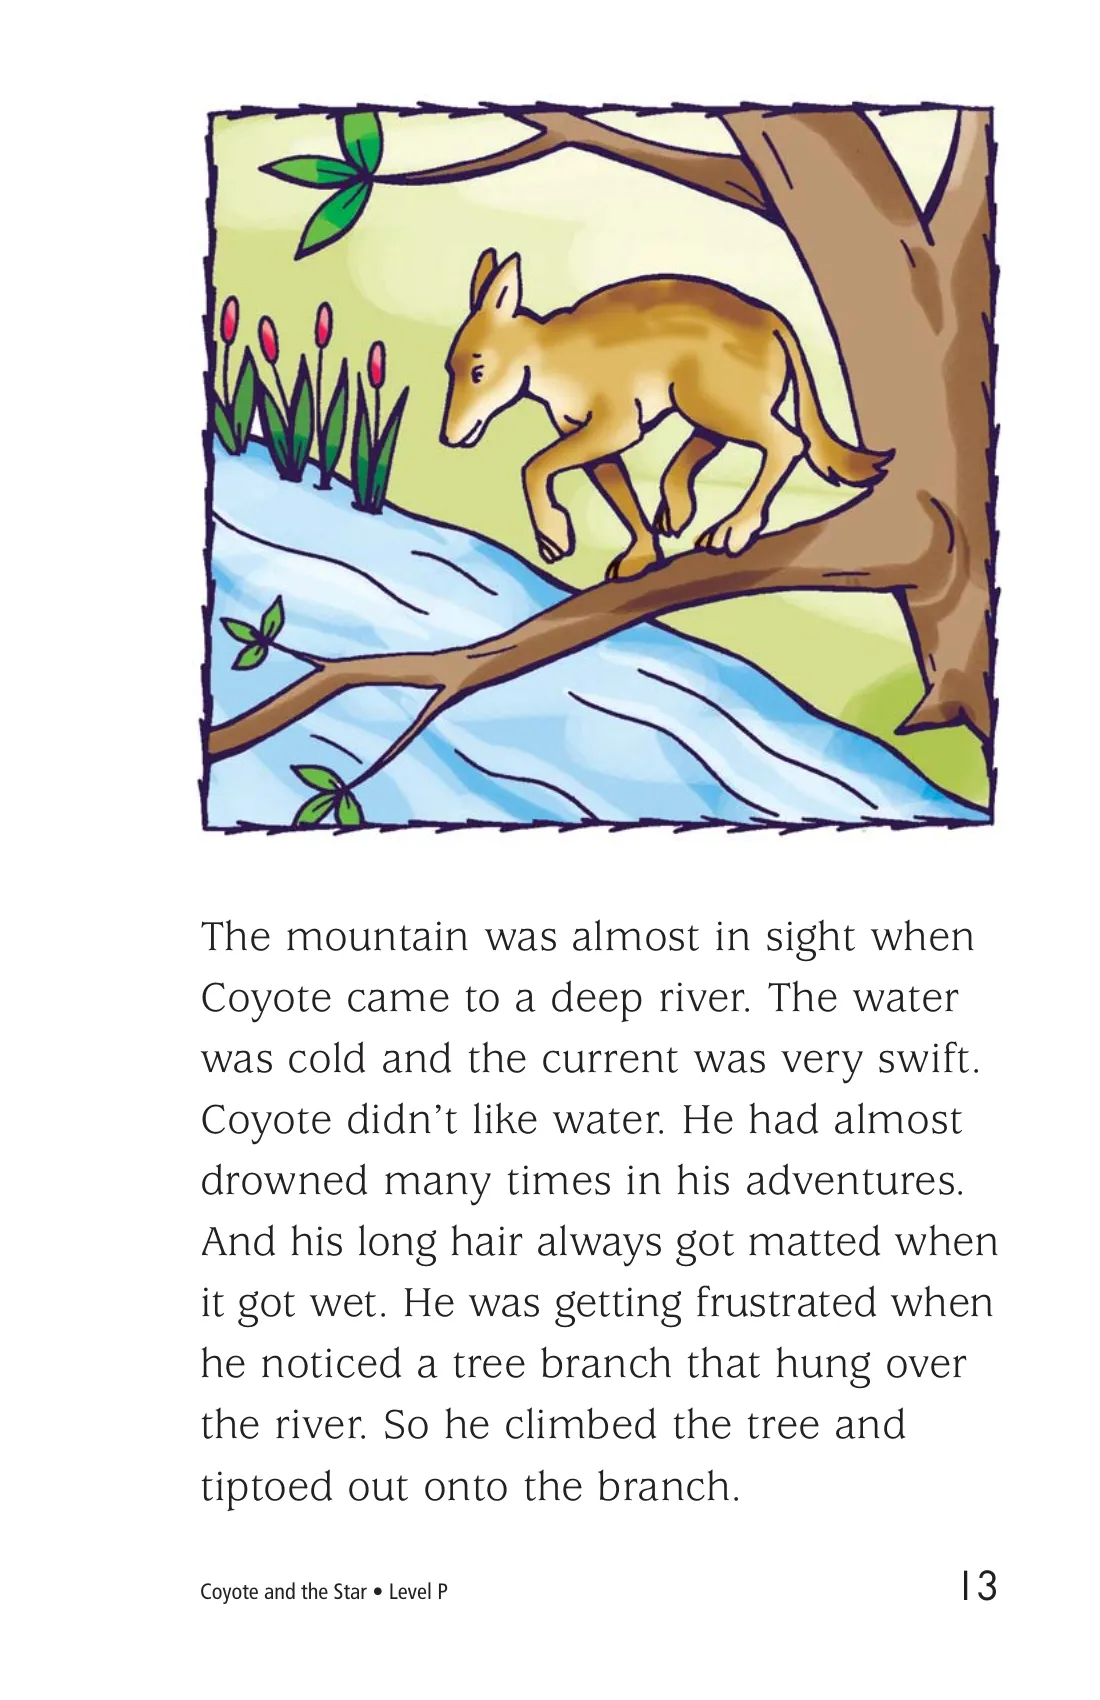 The mountain was almost in sight when
Coyote came to a deep river. The water
was cold and the current was very swift.
Coyote didn’t like water. He had almost
drowned many times in his adventures.
And his long hair always got matted when
it got wet. He was getting frustrated when
he noticed a tree branch that hung over
the river. So he climbed the tree and
tiptoed out onto the branch.
Coyote and the Star • Level P
13